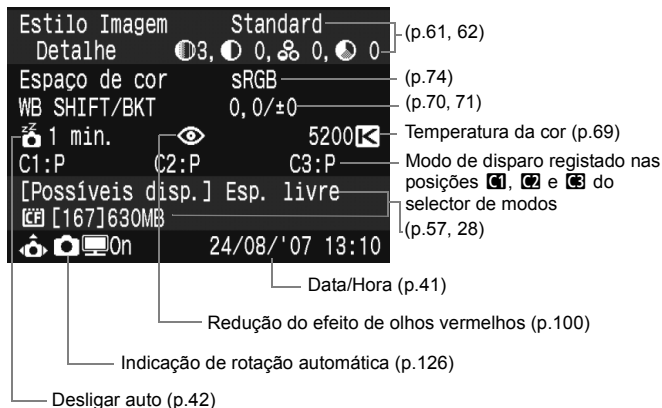 Estilo Imagem Standard
Detalhe 3, 0, 0, 0
(p.61, 62)
Espaço de cor sRGB
(p.74)
WB SHIFT/BKT 0,0/±0
(p.70, 71)
zz 1 min. 5200 K
Temperatura da cor (p.69)
C1:P C2:P C3:P
Modo de disparo registado nas
posições C1, C2 e C3 do
selector de modos
[Possíveis disp.] Esp. livre
CF [167]630MB
(p.57, 28)
On 24/08/'07 13:10
Data/Hora (p.41)
Redução do efeito de olhos vermelhos (p.100)
Indicação de rotação automática (p.126)
Desligar auto (p.42)